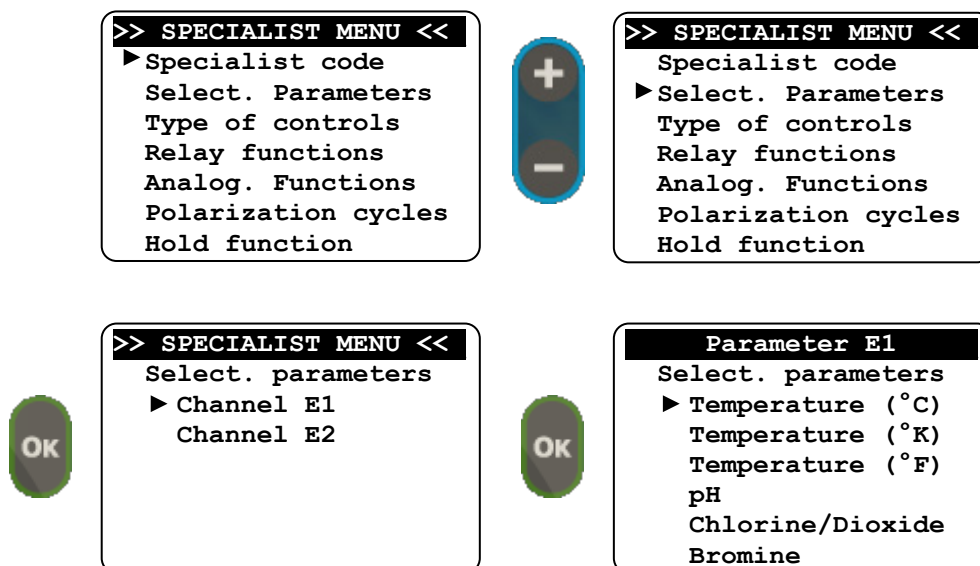 >> SPECIALIST MENU <<
►Specialist code
Select. Parameters
Type of controls
Relay functions
Analog. Functions
Polarization cycles
Hold function
+
−
>> SPECIALIST MENU <<
Specialist code
►Select. Parameters
Type of controls
Relay functions
Analog. Functions
Polarization cycles
Hold function
OK
>> SPECIALIST MENU <<
Select. parameters
► Channel E1
Channel E2
OK
Parameter E1
Select. parameters
► Temperature (°C)
Temperature (°K)
Temperature (°F)
pH
Chlorine/Dioxide
Bromine